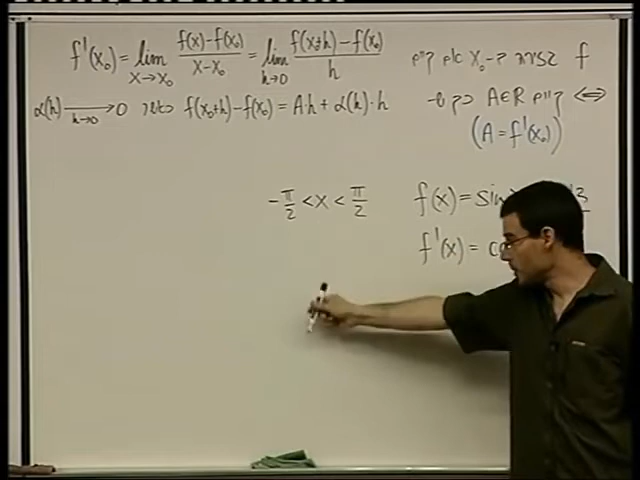 f גזירה ב-x₀ אם קיים f'(x₀) = lim_{x→x₀} (f(x)-f(x₀))/(x-x₀) = lim_{h→0} (f(x₀+h)-f(x₀))/h
⇔ קיים A∈ℝ כך ש- f(x₀+h)-f(x₀) = A·h + α(h)·h כאשר α(h) →_{h→0} 0
(A = f'(x₀))
f(x) = sin -π/2 < x < π/2
f'(x) =